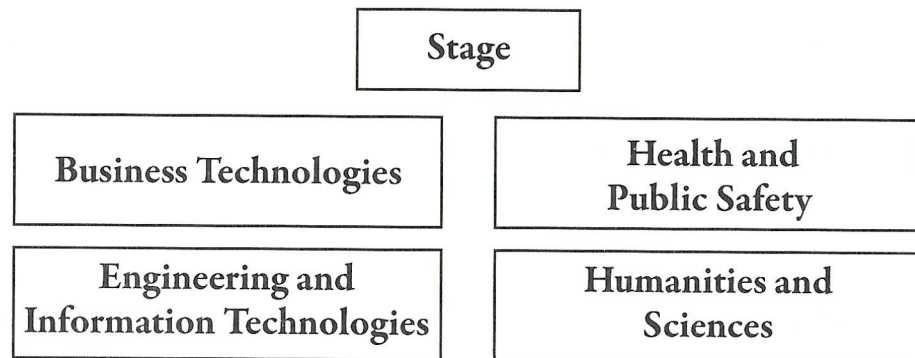 Stage
Business Technologies
Health and
Public Safety
Engineering and
Information Technologies
Humanities and
Sciences